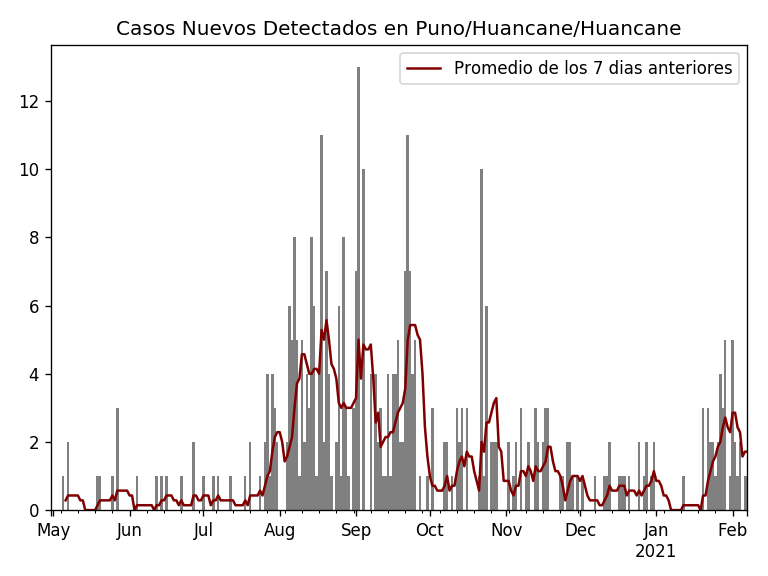 Casos Nuevos Detectados en Puno/Huancane/Huancane
Promedio de los 7 dias anteriores
12
10
8
6
4
2
0
May Jun Jul Aug Sep Oct Nov Dec Jan Feb
2021